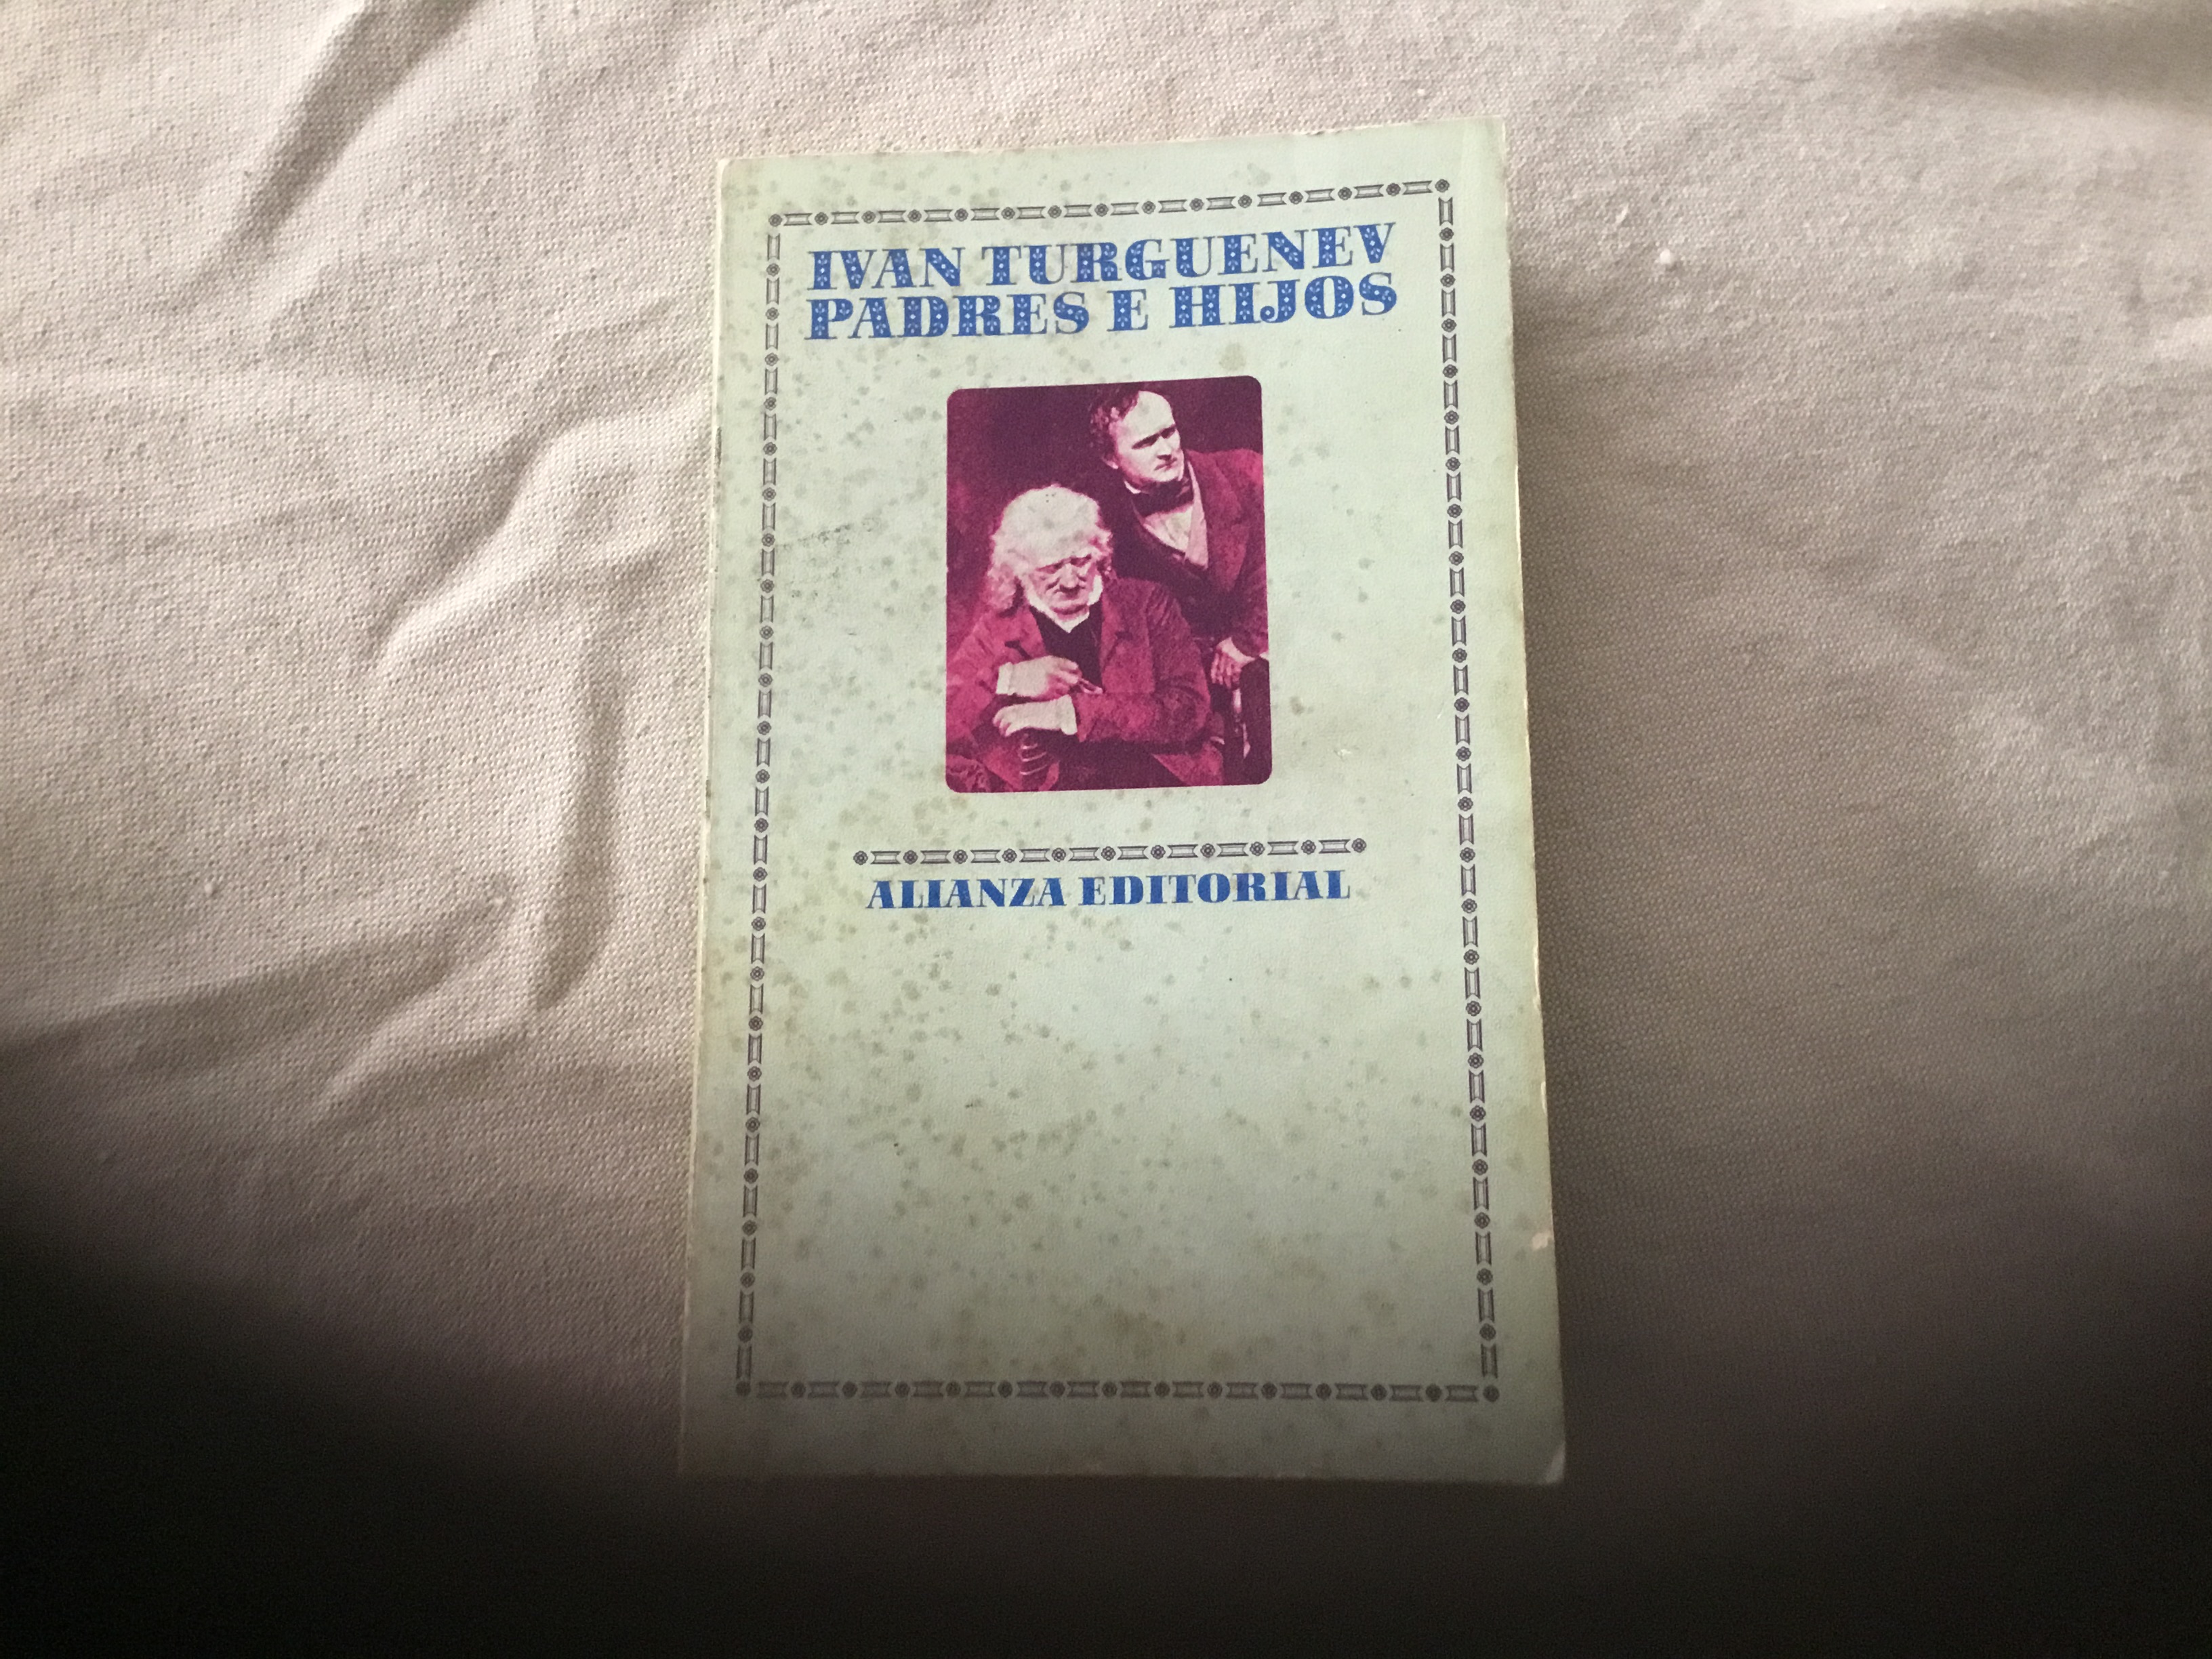 IVAN TURGUENEV
PADRES E HIJOS
ALIANZA EDITORIAL